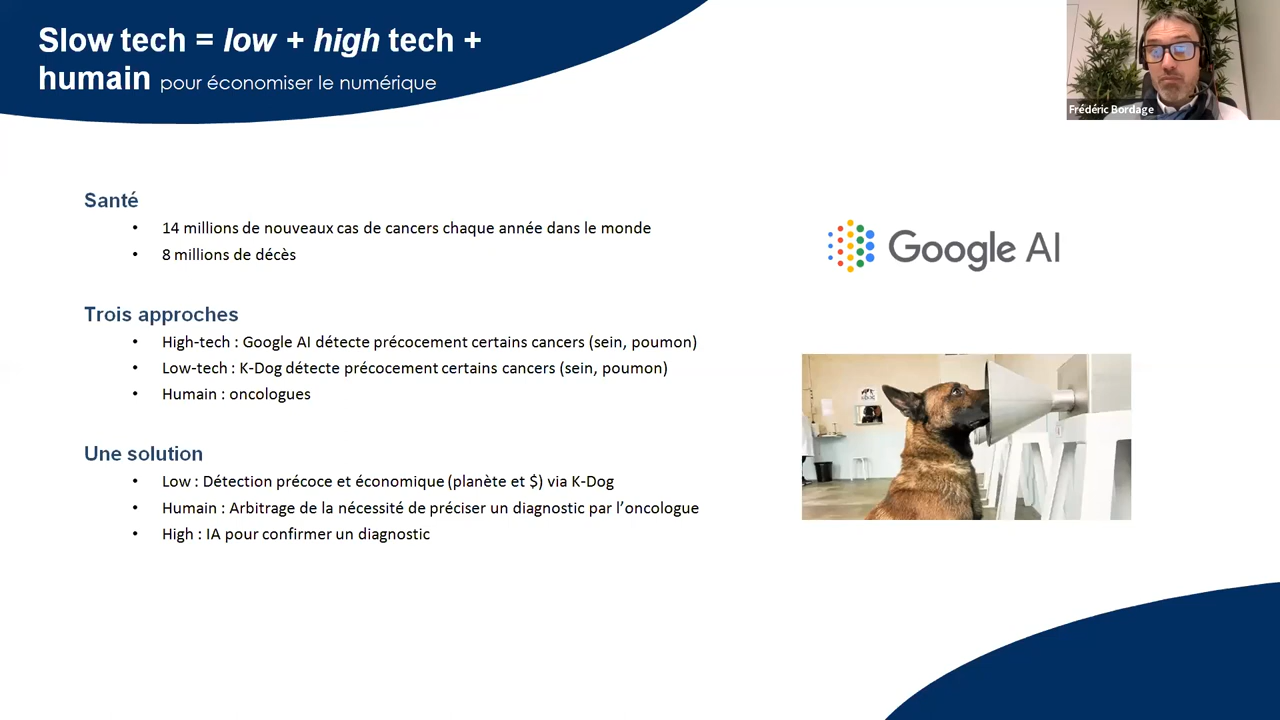 Slow tech = low + high tech +
humain pour économiser le numérique
Frédéric Bordage
Santé
• 14 millions de nouveaux cas de cancers chaque année dans le monde
• 8 millions de décès
Google AI
Trois approches
• High-tech : Google AI détecte précocement certains cancers (sein, poumon)
• Low-tech : K-Dog détecte précocement certains cancers (sein, poumon)
• Humain : oncologues
Une solution
• Low : Détection précoce et économique (planète et $) via K-Dog
• Humain : Arbitrage de la nécessité de préciser un diagnostic par l’oncologue
• High : IA pour confirmer un diagnostic